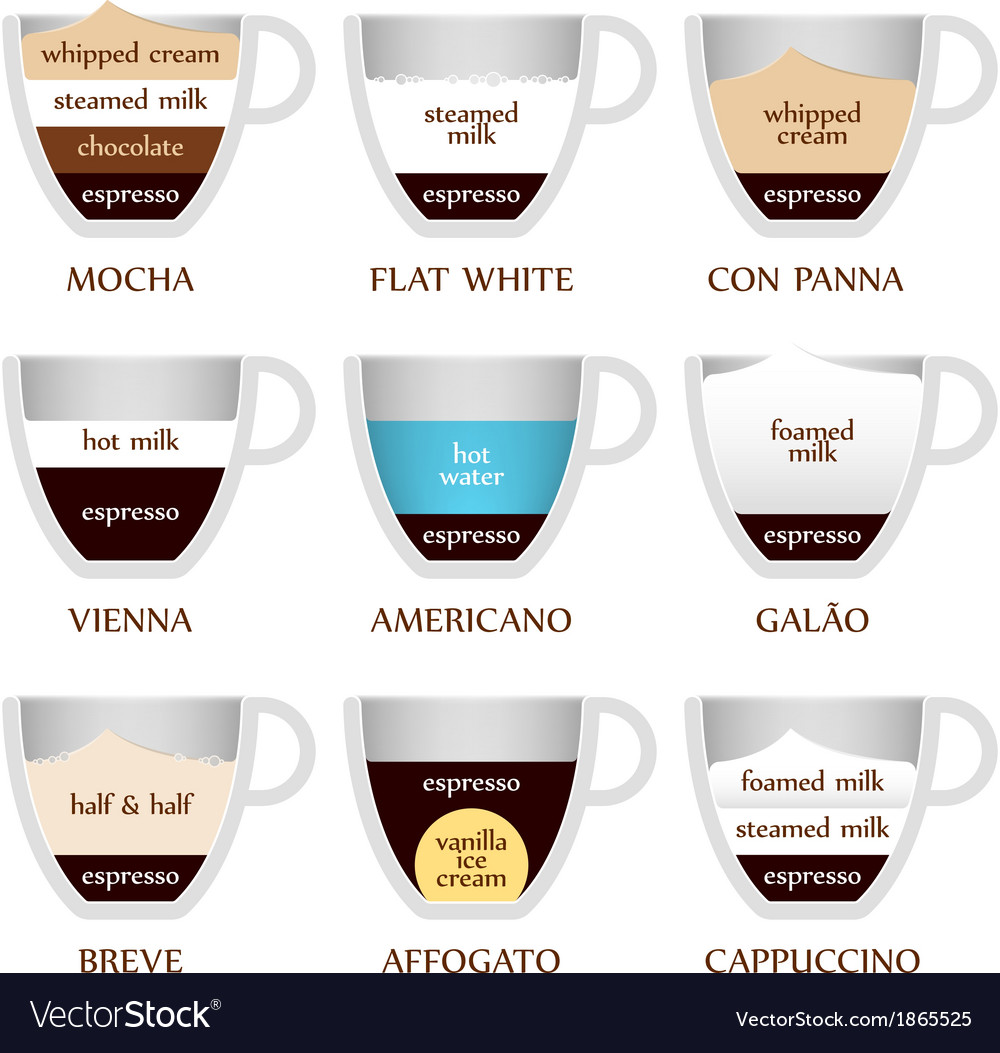 whipped cream
steamed milk
chocolate
espresso
MOCHA
steamed
milk
espresso
FLAT WHITE
whipped
cream
espresso
CON PANNA
hot milk
espresso
VIENNA
hot
water
espresso
AMERICANO
foamed
milk
espresso
GALÃO
half & half
espresso
BREVE
espresso
vanilla
ice
cream
AFFOGATO
foamed milk
steamed milk
espresso
CAPPUCCINO
VectorStock®
VectorStock.com/1865525